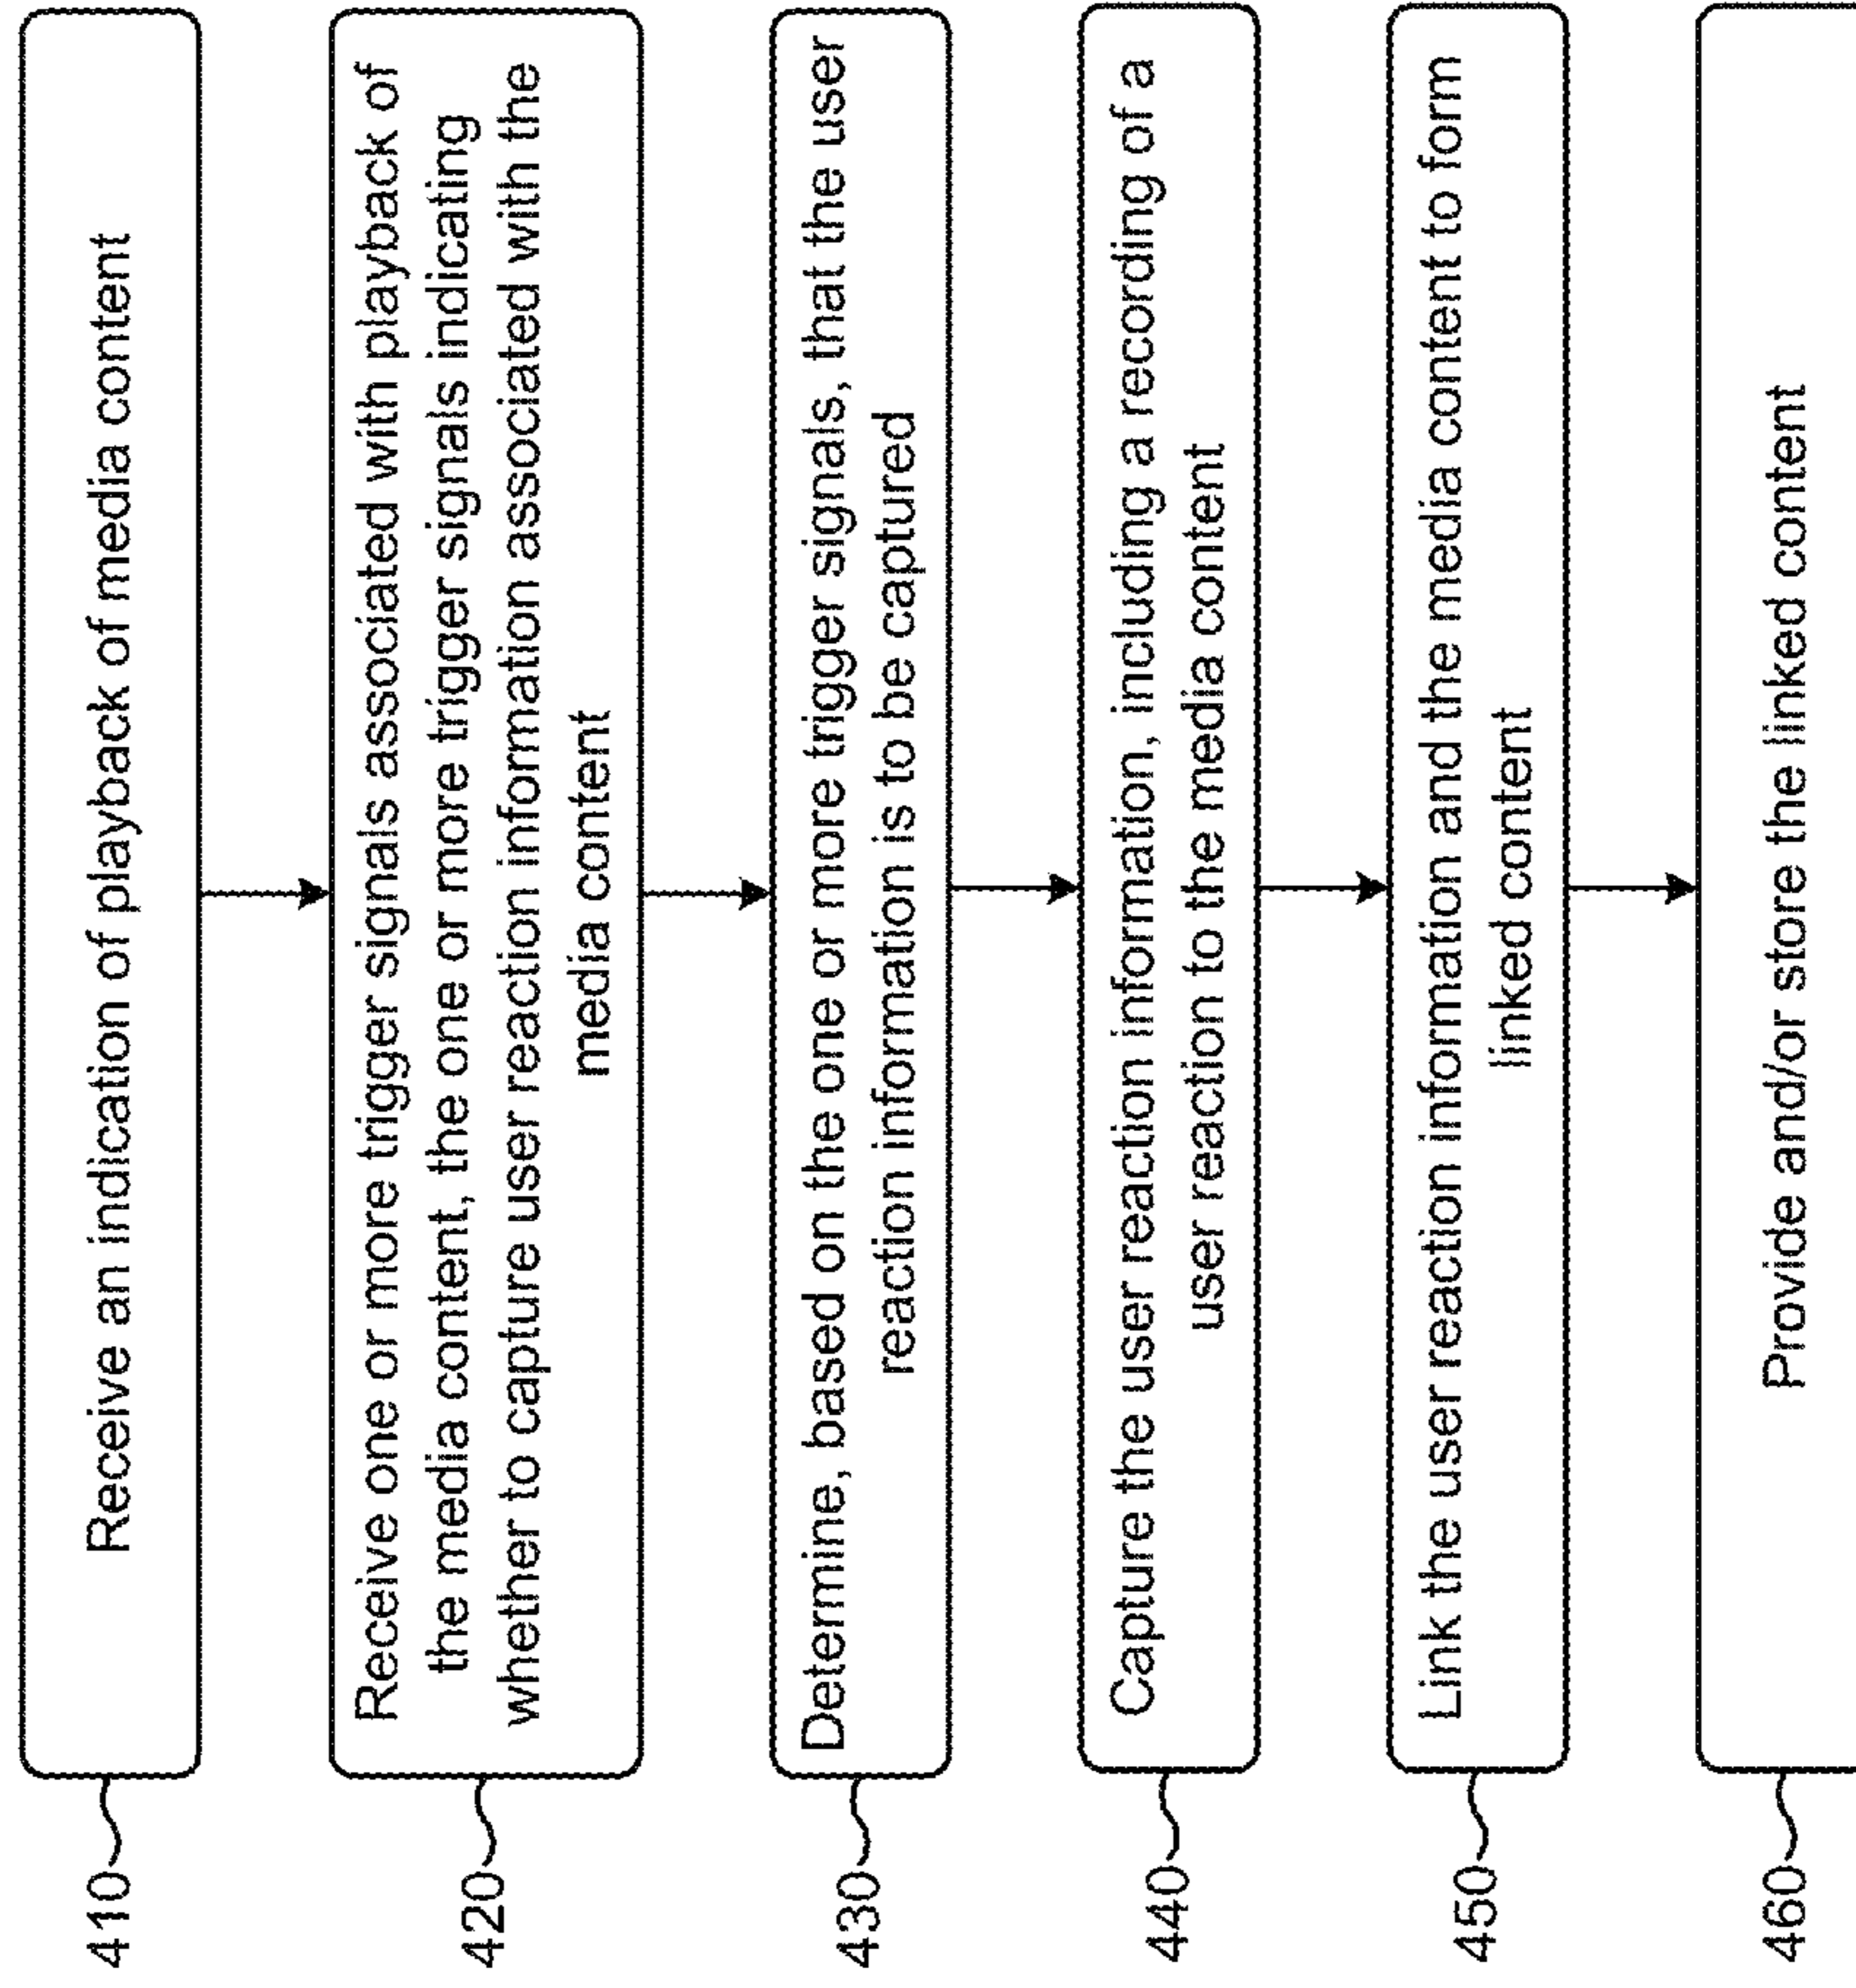 410
Receive an indication of playback of media content
420
Receive one or more trigger signals associated with playback of
the media content, the one or more trigger signals indicating
whether to capture user reaction information associated with the
media content
430
Determine, based on the one or more trigger signals, that the user
reaction information is to be captured
440
Capture the user reaction information, including a recording of a
user reaction to the media content
450
Link the user reaction information and the media content to form
linked content
460
Provide and/or store the linked content